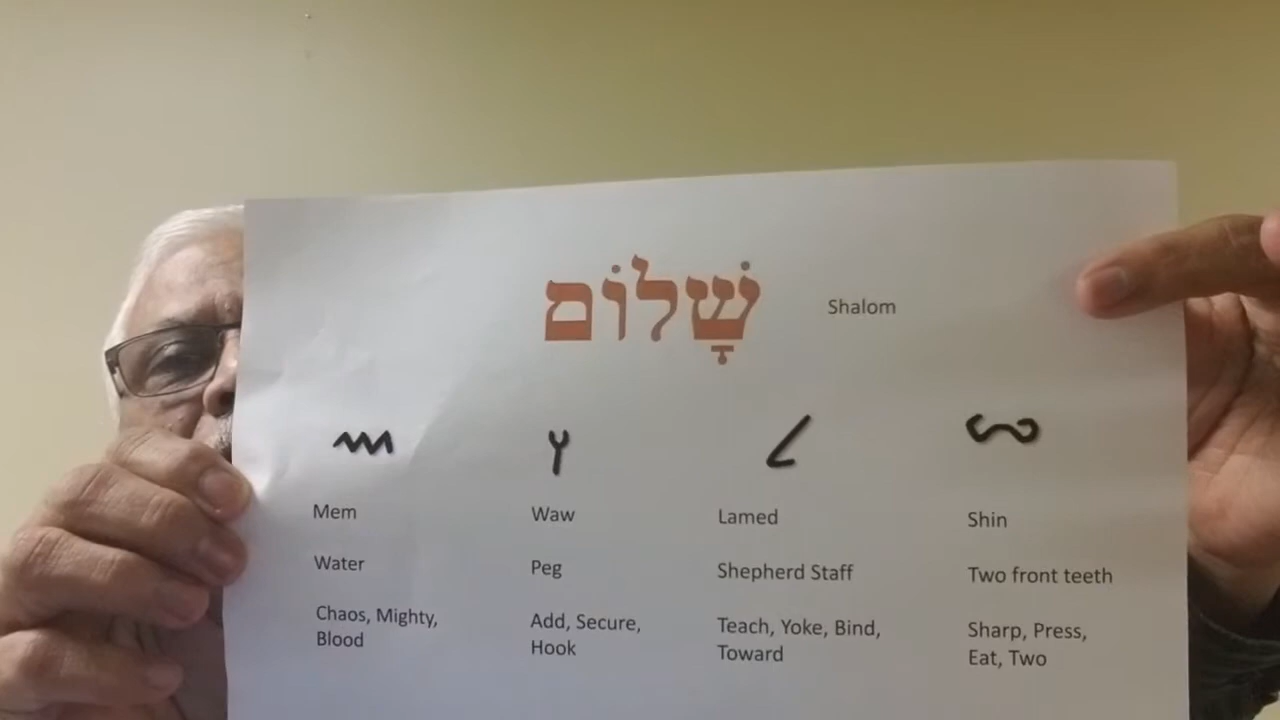 שָׁלוֹם Shalom
Mem Waw Lamed Shin
Water Peg Shepherd Staff Two front teeth
Chaos, Mighty, Add, Secure, Teach, Yoke, Bind, Sharp, Press,
Blood Hook Toward Eat, Two